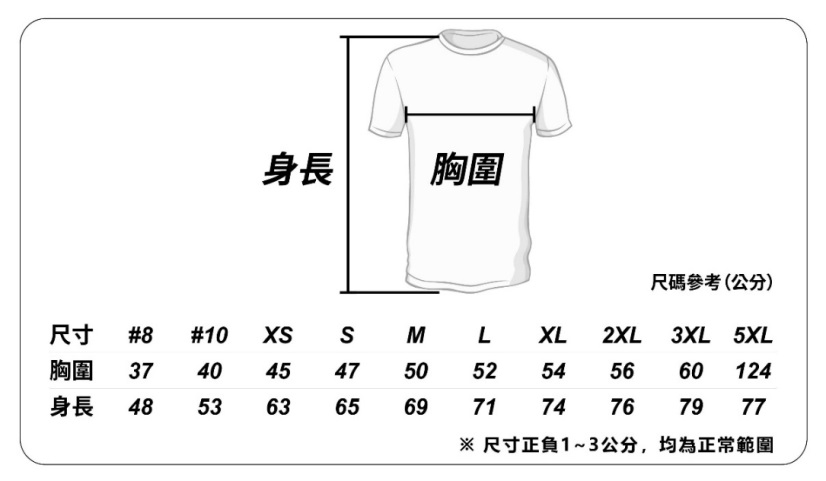 身長
胸圍
尺碼參考(公分)
尺寸 #8 #10 XS S M L XL 2XL 3XL 5XL
胸圍 37 40 45 47 50 52 54 56 60 124
身長 48 53 63 65 69 71 74 76 79 77
※ 尺寸正負1~3公分，均為正常範圍